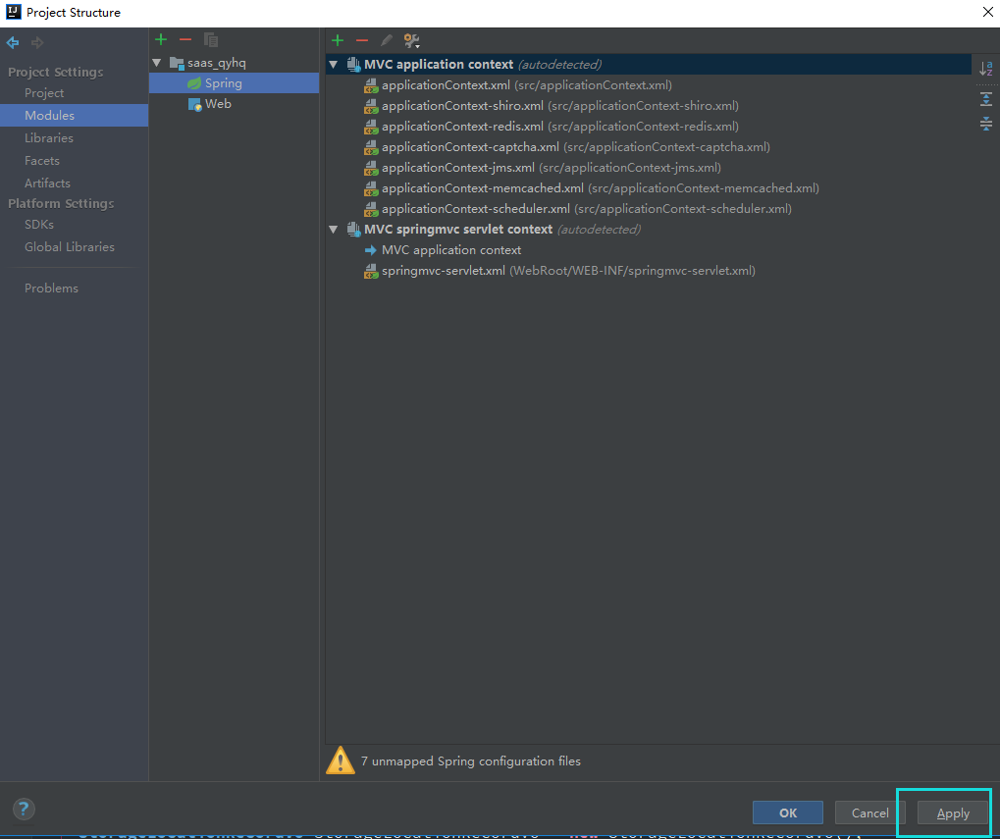 Project Structure
Project Settings
Project
Modules
Libraries
Facets
Artifacts
Platform Settings
SDKs
Global Libraries
Problems
saas_qyhq
Spring
Web
MVC application context (autodetected)
applicationContext.xml (src/applicationContext.xml)
applicationContext-shiro.xml (src/applicationContext-shiro.xml)
applicationContext-redis.xml (src/applicationContext-redis.xml)
applicationContext-captcha.xml (src/applicationContext-captcha.xml)
applicationContext-jms.xml (src/applicationContext-jms.xml)
applicationContext-memcached.xml (src/applicationContext-memcached.xml)
applicationContext-scheduler.xml (src/applicationContext-scheduler.xml)
MVC springmvc servlet context (autodetected)
MVC application context
springmvc-servlet.xml (WebRoot/WEB-INF/springmvc-servlet.xml)
7 unmapped Spring configuration files
? OK Cancel Apply